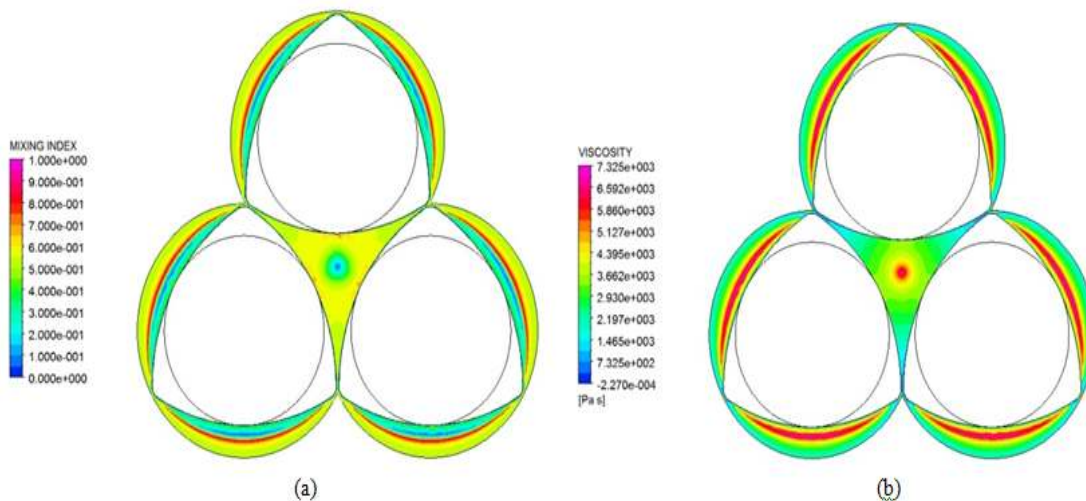 MIXING INDEX
1.000e+000
9.000e-001
8.000e-001
7.000e-001
6.000e-001
5.000e-001
4.000e-001
3.000e-001
2.000e-001
1.000e-001
0.000e+000
(a)
VISCOSITY
7.325e+003
6.592e+003
5.860e+003
5.127e+003
4.395e+003
3.662e+003
2.930e+003
2.197e+003
1.465e+003
7.325e+002
-2.270e-004
[Pa s]
(b)